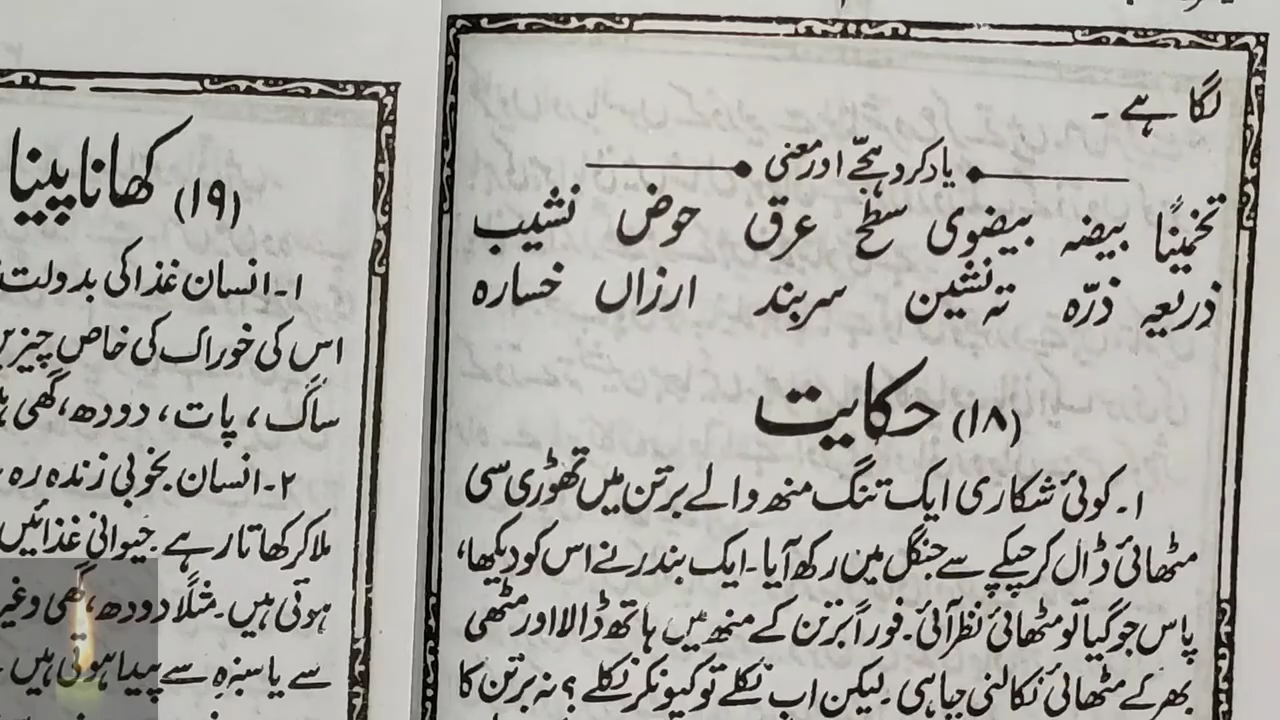 لگا ہے ۔
یاد کرو ہجّے اور معنی
تخمیناً بیضہ بیضوی سطح عرق حوض نشیب
ذریعہ ذرّہ تہ نشین سربند ارزاں خسارہ
(۱۸) حکایت
۱۔ کوئی شکاری ایک تنگ منھ والے برتن میں تھوڑی سی
مٹھائی ڈال کر چپکے سے جنگل میں رکھ آیا۔ ایک بندر نے اس کو دیکھا،
پاس جو گیا تو مٹھائی نظر آئی۔ فوراً برتن کے منھ میں ہاتھ ڈالا اور مٹھی
بھر کے مٹھائی نکالنی چاہی ۔ لیکن اب نکلے تو کیونکر نکلے ؟ نہ برتن کا
(۱۹) کھانا پینا
۱۔ انسان غذا کی بدولت
اس کی خوراک کی خاص چیزیں
ساگ ، پات ، دودھ ، گھی
۲۔ انسان بخوبی زندہ رہ
ملا کر کھاتا رہے ۔ حیوانی غذائیں
ہوتی ہیں ۔ مثلاً دودھ ، گھی وغیر
سے یا سبزہ سے پیدا ہوتی ہیں ۔